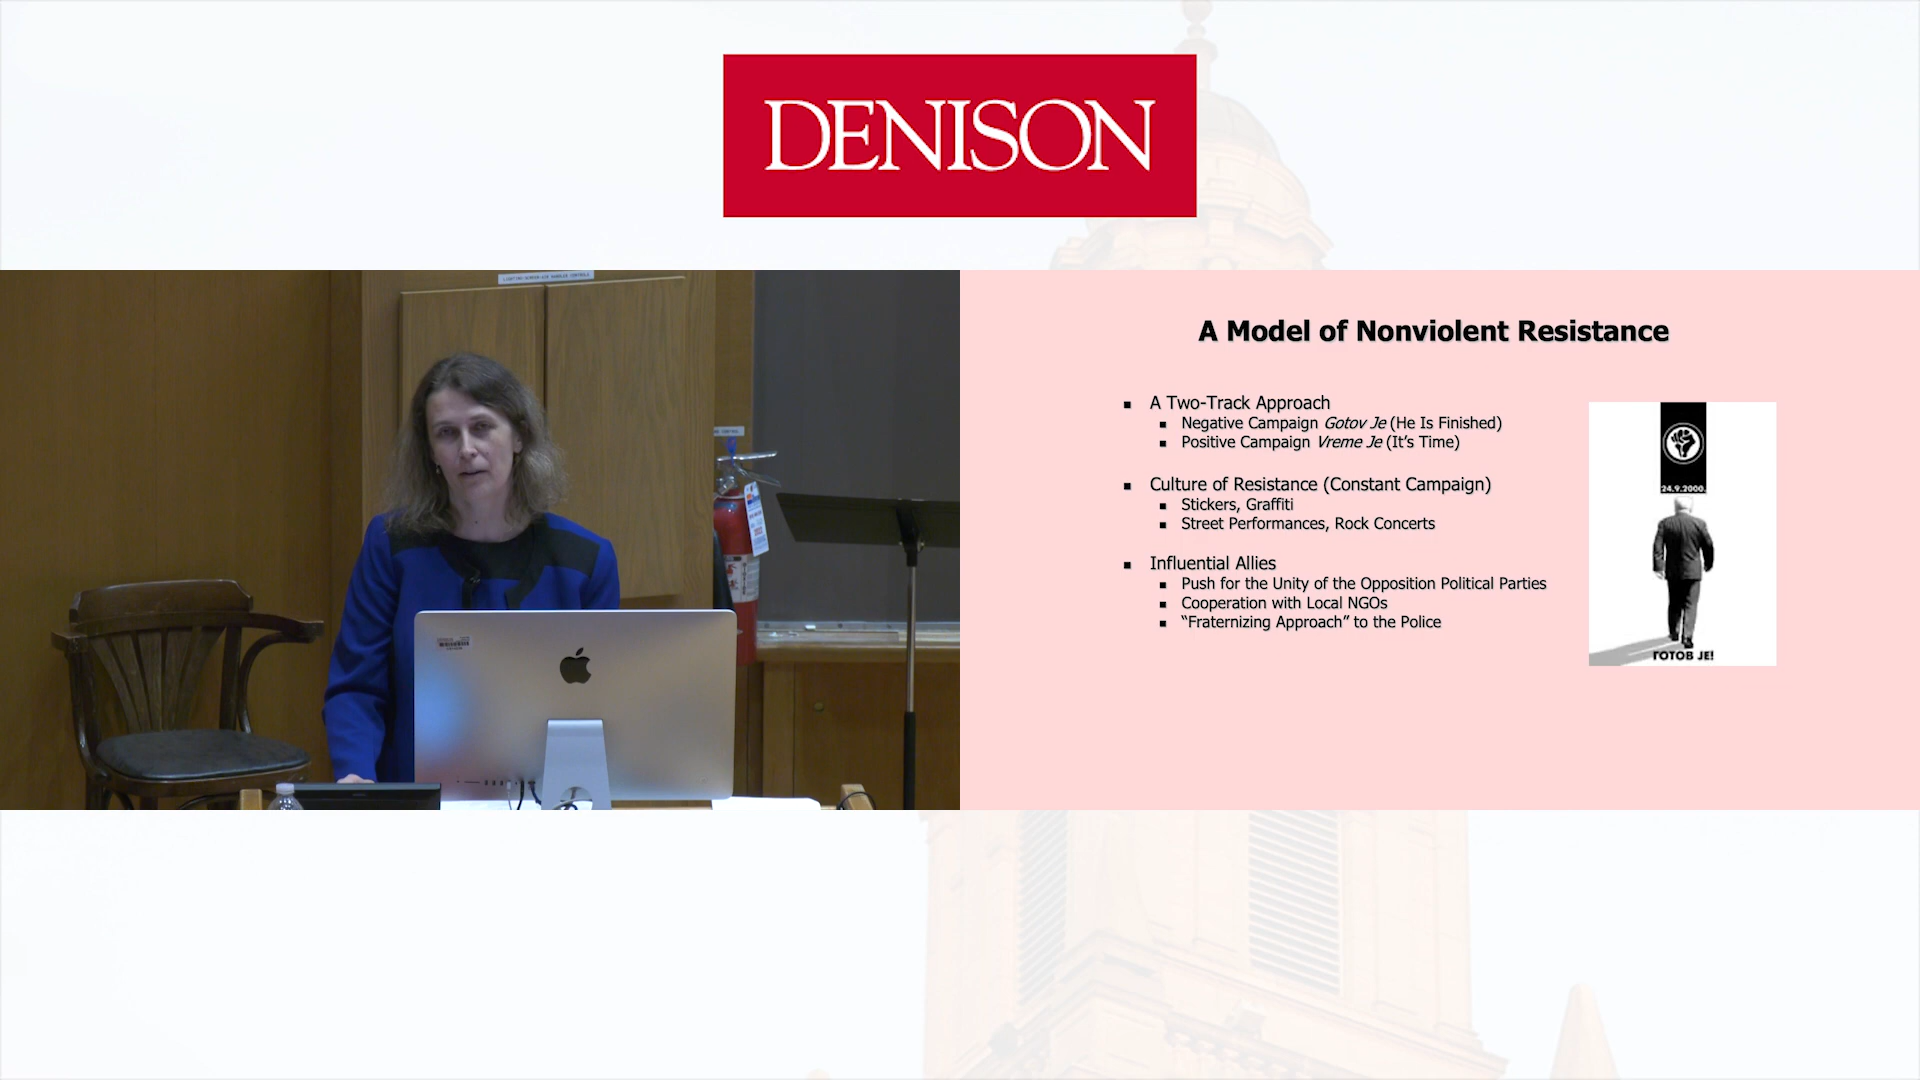 DENISON
A Model of Nonviolent Resistance
▪ A Two-Track Approach
▪ Negative Campaign Gotov Je (He Is Finished)
▪ Positive Campaign Vreme Je (It's Time)
▪ Culture of Resistance (Constant Campaign)
▪ Stickers, Graffiti
▪ Street Performances, Rock Concerts
▪ Influential Allies
▪ Push for the Unity of the Opposition Political Parties
▪ Cooperation with Local NGOs
▪ “Fraternizing Approach” to the Police
24.9.2000.
ГОТОВ ЈЕ!